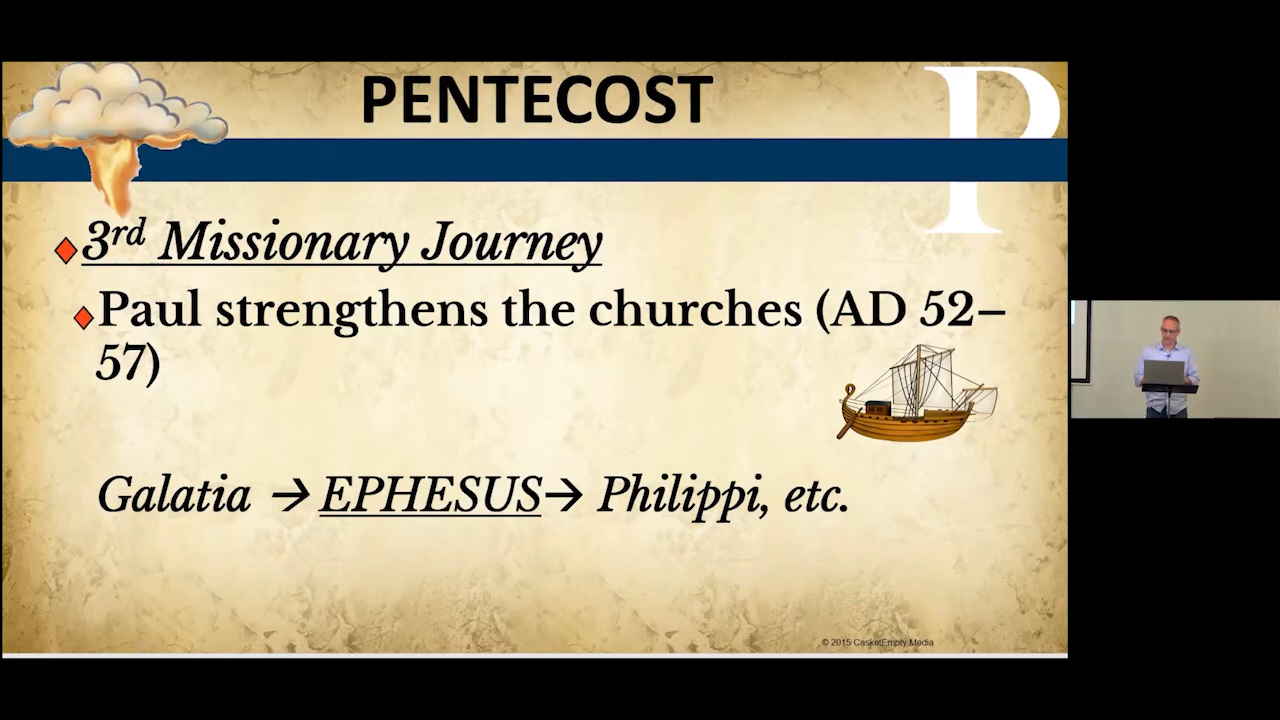 PENTECOST
P
3rd Missionary Journey
Paul strengthens the churches (AD 52–
57)
Galatia → EPHESUS→ Philippi, etc.
© 2015 CasketEmpty Media